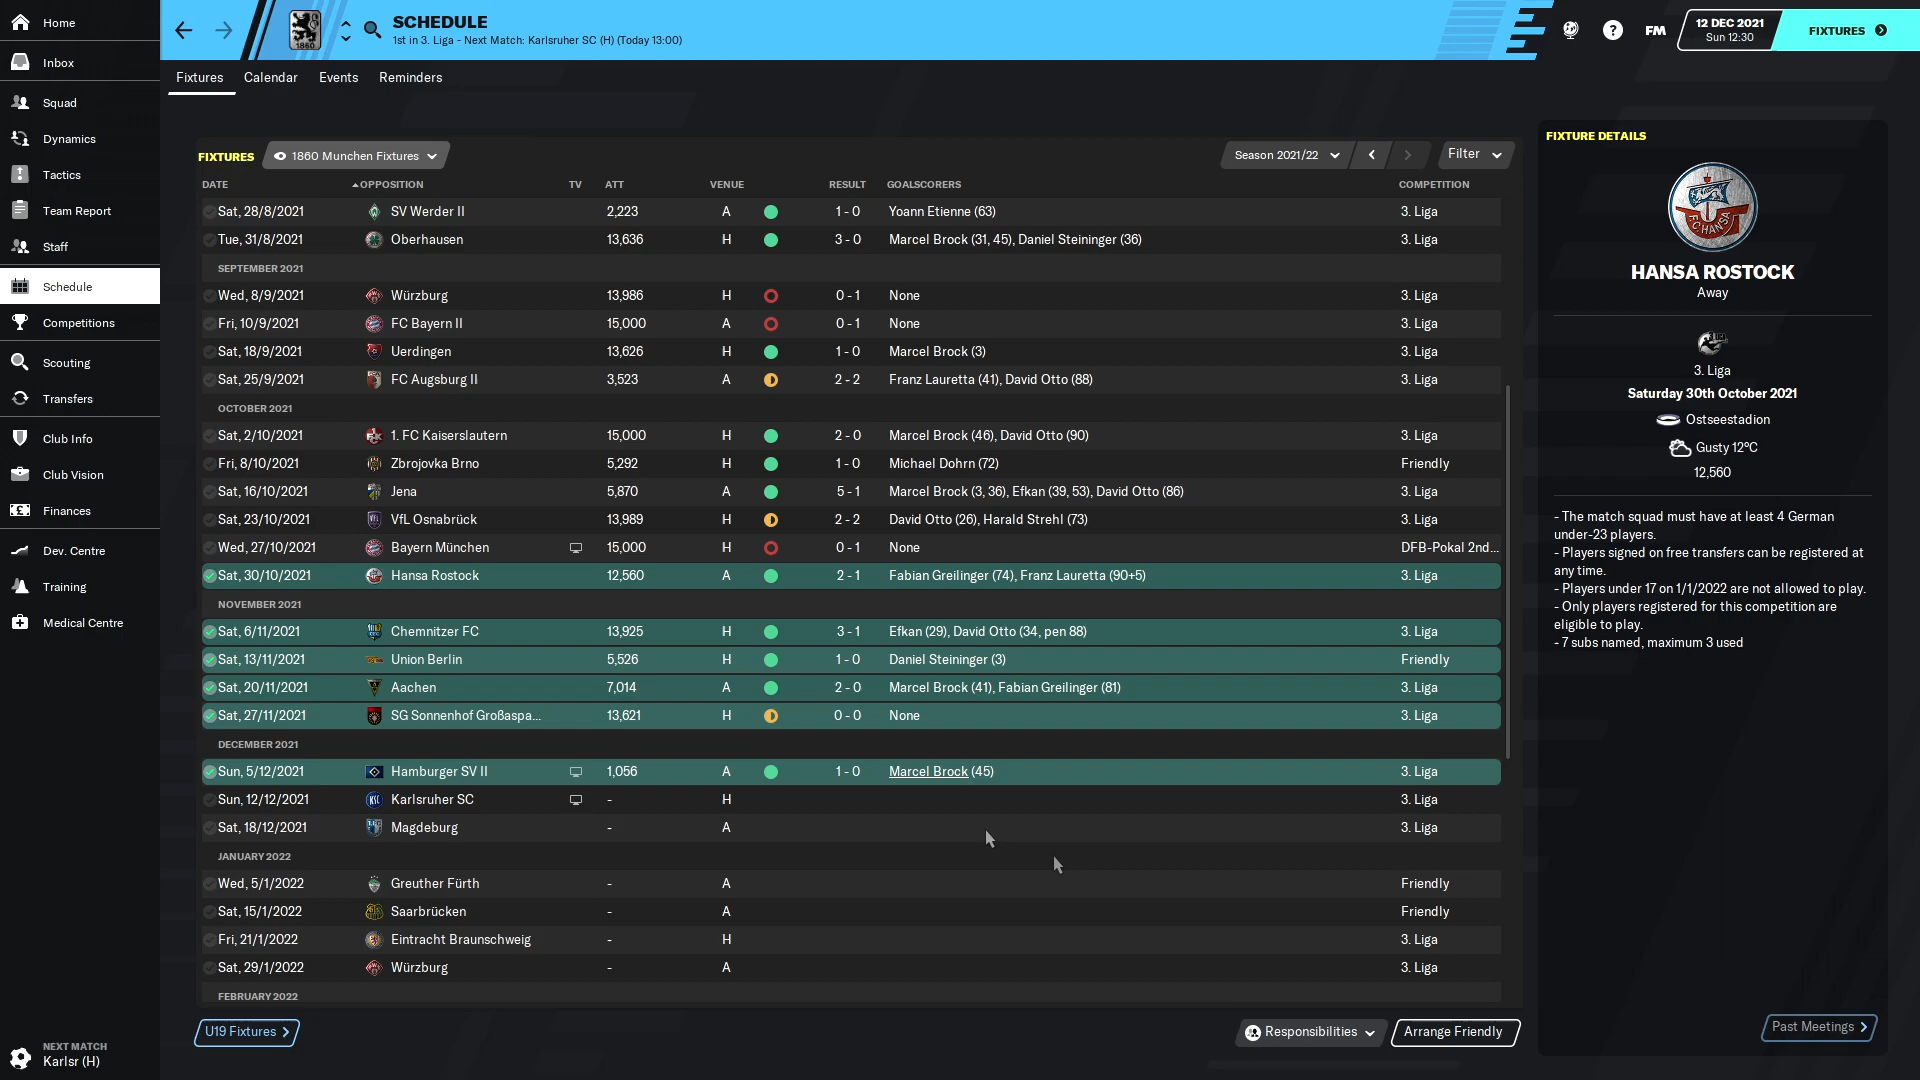 Home
Inbox
Squad
Dynamics
Tactics
Team Report
Staff
Schedule
Competitions
Scouting
Transfers
Club Info
Club Vision
Finances
Dev. Centre
Training
Medical Centre
NEXT MATCH
Karlsr (H)
1860
SCHEDULE
1st in 3. Liga - Next Match: Karlsruher SC (H) (Today 13:00)
FM
12 DEC 2021
Sun 12:30
FIXTURES
Fixtures Calendar Events Reminders
FIXTURES 1860 Munchen Fixtures Season 2021/22 Filter
DATE OPPOSITION TV ATT VENUE RESULT GOALSCORERS COMPETITION
Sat, 28/8/2021 SV Werder II 2,223 A 1 - 0 Yoann Etienne (63) 3. Liga
Tue, 31/8/2021 Oberhausen 13,636 H 3 - 0 Marcel Brock (31, 45), Daniel Steininger (36) 3. Liga
SEPTEMBER 2021
Wed, 8/9/2021 Würzburg 13,986 H 0 - 1 None 3. Liga
Fri, 10/9/2021 FC Bayern II 15,000 A 0 - 1 None 3. Liga
Sat, 18/9/2021 Uerdingen 13,626 H 1 - 0 Marcel Brock (3) 3. Liga
Sat, 25/9/2021 FC Augsburg II 3,523 A 2 - 2 Franz Lauretta (41), David Otto (88) 3. Liga
OCTOBER 2021
Sat, 2/10/2021 1. FC Kaiserslautern 15,000 H 2 - 0 Marcel Brock (46), David Otto (90) 3. Liga
Fri, 8/10/2021 Zbrojovka Brno 5,292 H 1 - 0 Michael Dohrn (72) Friendly
Sat, 16/10/2021 Jena 5,870 A 5 - 1 Marcel Brock (3, 36), Efkan (39, 53), David Otto (86) 3. Liga
Sat, 23/10/2021 VfL Osnabrück 13,989 H 2 - 2 David Otto (26), Harald Strehl (73) 3. Liga
Wed, 27/10/2021 Bayern München 15,000 H 0 - 1 None DFB-Pokal 2nd...
Sat, 30/10/2021 Hansa Rostock 12,560 A 2 - 1 Fabian Greilinger (74), Franz Lauretta (90+5) 3. Liga
NOVEMBER 2021
Sat, 6/11/2021 Chemnitzer FC 13,925 H 3 - 1 Efkan (29), David Otto (34, pen 88) 3. Liga
Sat, 13/11/2021 Union Berlin 5,526 H 1 - 0 Daniel Steininger (3) Friendly
Sat, 20/11/2021 Aachen 7,014 A 2 - 0 Marcel Brock (41), Fabian Greilinger (81) 3. Liga
Sat, 27/11/2021 SG Sonnenhof Großaspa... 13,621 H 0 - 0 None 3. Liga
DECEMBER 2021
Sun, 5/12/2021 Hamburger SV II 1,056 A 1 - 0 Marcel Brock (45) 3. Liga
Sun, 12/12/2021 Karlsruher SC - H 3. Liga
Sat, 18/12/2021 Magdeburg - A 3. Liga
JANUARY 2022
Wed, 5/1/2022 Greuther Fürth - A Friendly
Sat, 15/1/2022 Saarbrücken - A Friendly
Fri, 21/1/2022 Eintracht Braunschweig - H 3. Liga
Sat, 29/1/2022 Würzburg - A 3. Liga
FEBRUARY 2022
U19 Fixtures Responsibilities Arrange Friendly
FIXTURE DETAILS
F.C. HANSA
HANSA ROSTOCK
Away
3. Liga
Saturday 30th October 2021
Ostseestadion
Gusty 12°C
12,560
- The match squad must have at least 4 German
under-23 players.
- Players signed on free transfers can be registered at
any time.
- Players under 17 on 1/1/2022 are not allowed to play.
- Only players registered for this competition are
eligible to play.
- 7 subs named, maximum 3 used
Past Meetings